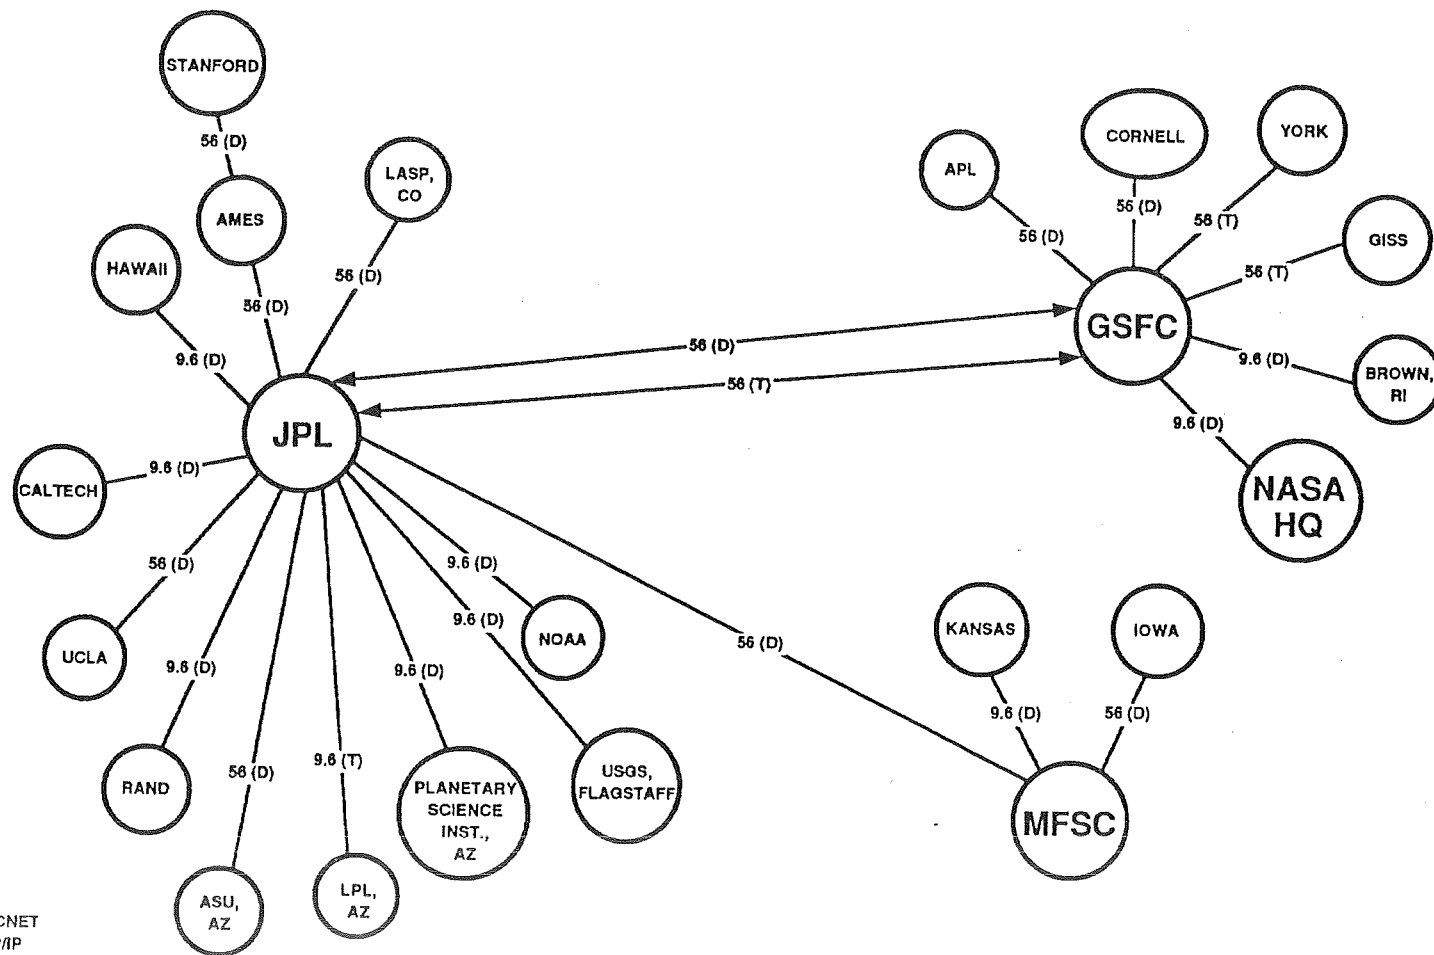 STANFORD
56 (D)
AMES
LASP,
CO
HAWAII
56 (D)
56 (D)
9.6 (D)
JPL
CALTECH
9.6 (D)
56 (D)
UCLA
9.6 (D)
RAND
56 (D)
ASU,
AZ
9.6 (T)
LPL,
AZ
9.6 (D)
PLANETARY
SCIENCE
INST.,
AZ
9.6 (D)
USGS,
FLAGSTAFF
9.6 (D)
NOAA
56 (D)
56 (T)
56 (D)
APL
CORNELL
YORK
GISS
56 (D)
56 (D)
56 (T)
56 (T)
GSFC
9.6 (D)
BROWN,
RI
9.6 (D)
NASA
HQ
KANSAS
IOWA
9.6 (D)
56 (D)
MFSC
CNET
/IP